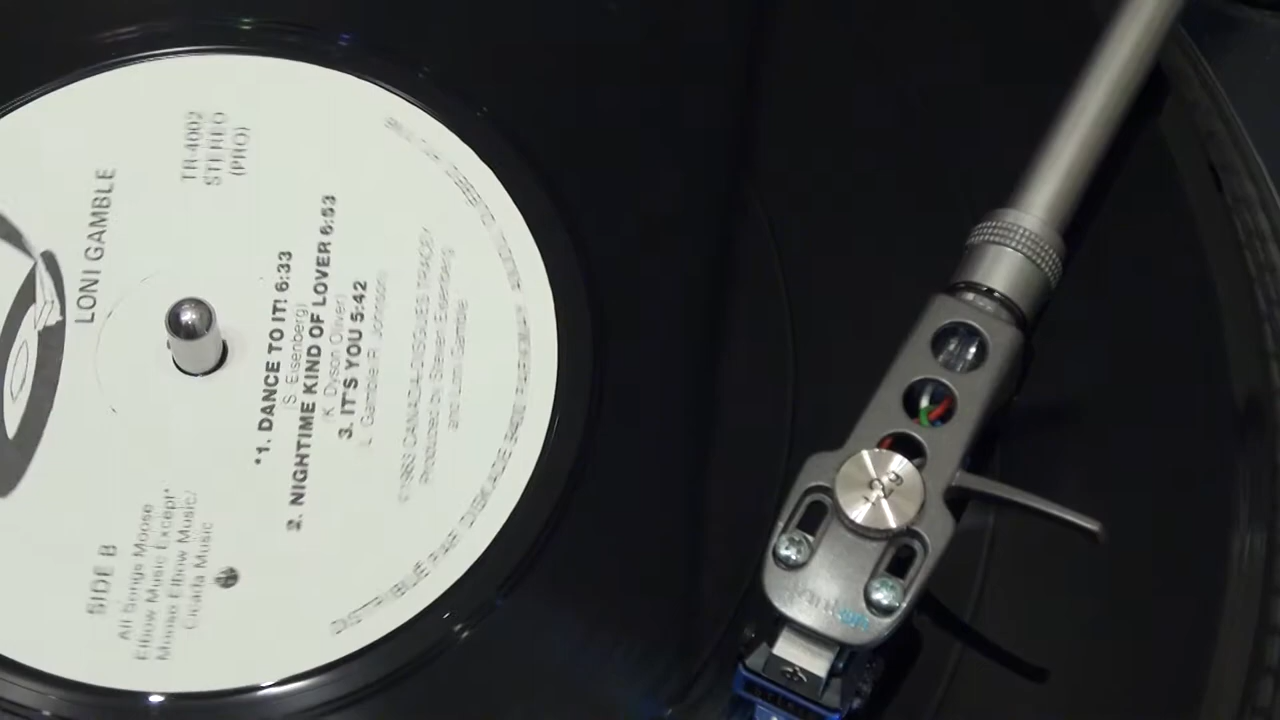 LONI GAMBLE
TR-4002
STEREO
(PRO)
*1. DANCE TO IT! 6:33
(S. Eisenberg)
2. NIGHTIME KIND OF LOVER 6:53
(K. Dyson Oliver)
3. IT'S YOU 5:42
L. Gamble R. Johnson
Produced by Steven Eisenberg
and Loni Gamble
SIDE B
All Songs Moose
Elbow Music Except*
Moose Elbow Music/
Cicada Music